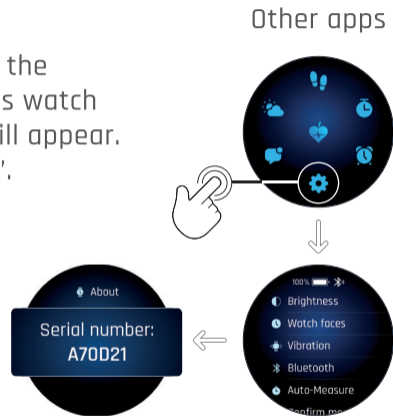 Other apps
the
s watch
ill appear.
'.
100%
Brightness
Watch faces
Vibration
Bluetooth
Auto-Measure
About
Serial number:
A70D21